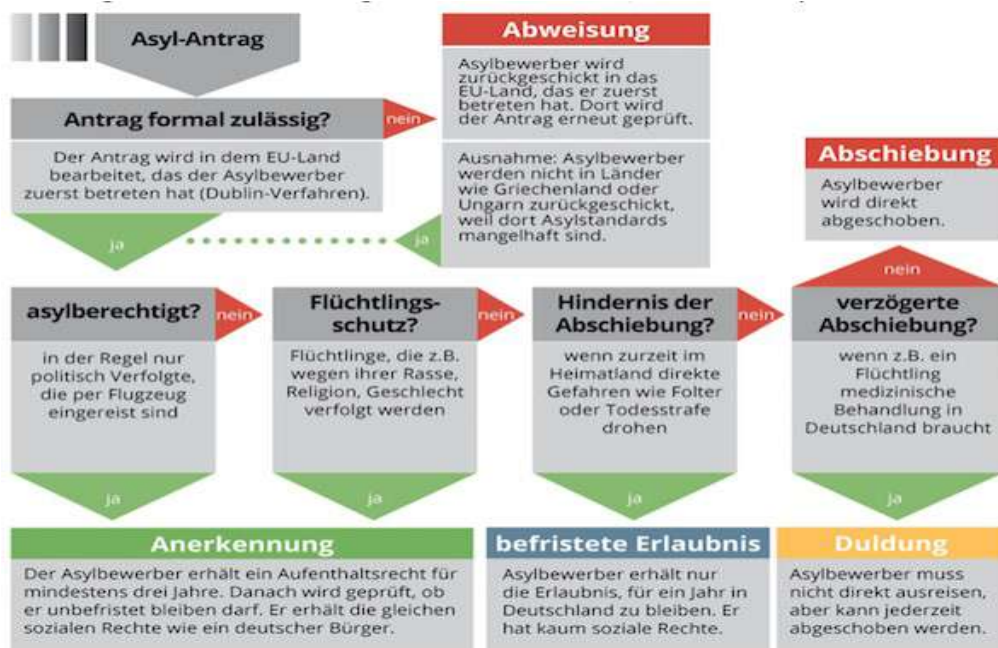 Asyl-Antrag
Abweisung
Asylbewerber wird
zurückgeschickt in das
EU-Land, das er zuerst
betreten hat. Dort wird
der Antrag erneut geprüft.
Antrag formal zulässig?
nein
Der Antrag wird in dem EU-Land
bearbeitet, das der Asylbewerber
zuerst betreten hat (Dublin-Verfahren).
Ausnahme: Asylbewerber
werden nicht in Länder
wie Griechenland oder
Ungarn zurückgeschickt,
weil dort Asylstandards
mangelhaft sind.
ja
ja
Abschiebung
Asylbewerber
wird direkt
abgeschoben.
nein
asylberechtigt?
in der Regel nur
politisch Verfolgte,
die per Flugzeug
eingereist sind
nein
ja
Flüchtlings-
schutz?
Flüchtlinge, die z.B.
wegen ihrer Rasse,
Religion, Geschlecht
verfolgt werden
nein
ja
Hindernis der
Abschiebung?
wenn zurzeit im
Heimatland direkte
Gefahren wie Folter
oder Todesstrafe
drohen
nein
ja
verzögerte
Abschiebung?
wenn z.B. ein
Flüchtling
medizinische
Behandlung in
Deutschland braucht
ja
Anerkennung
Der Asylbewerber erhält ein Aufenthaltsrecht für
mindestens drei Jahre. Danach wird geprüft, ob
er unbefristet bleiben darf. Er erhält die gleichen
sozialen Rechte wie ein deutscher Bürger.
befristete Erlaubnis
Asylbewerber erhält nur
die Erlaubnis, für ein Jahr in
Deutschland zu bleiben. Er
hat kaum soziale Rechte.
Duldung
Asylbewerber muss
nicht direkt ausreisen,
aber kann jederzeit
abgeschoben werden.